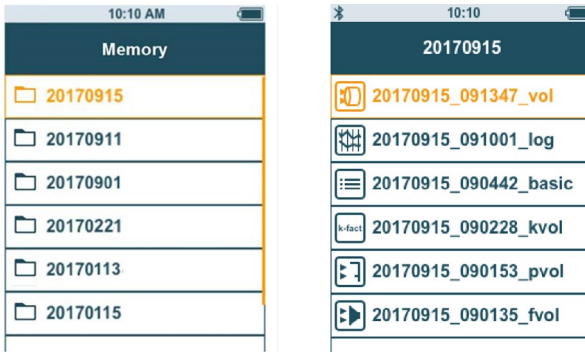 10:10 AM
Memory
20170915
20170911
20170901
20170221
20170113
20170115
10:10
20170915
20170915_091347_vol
20170915_091001_log
20170915_090442_basic
k-fact
20170915_090228_kvol
20170915_090153_pvol
20170915_090135_fvol